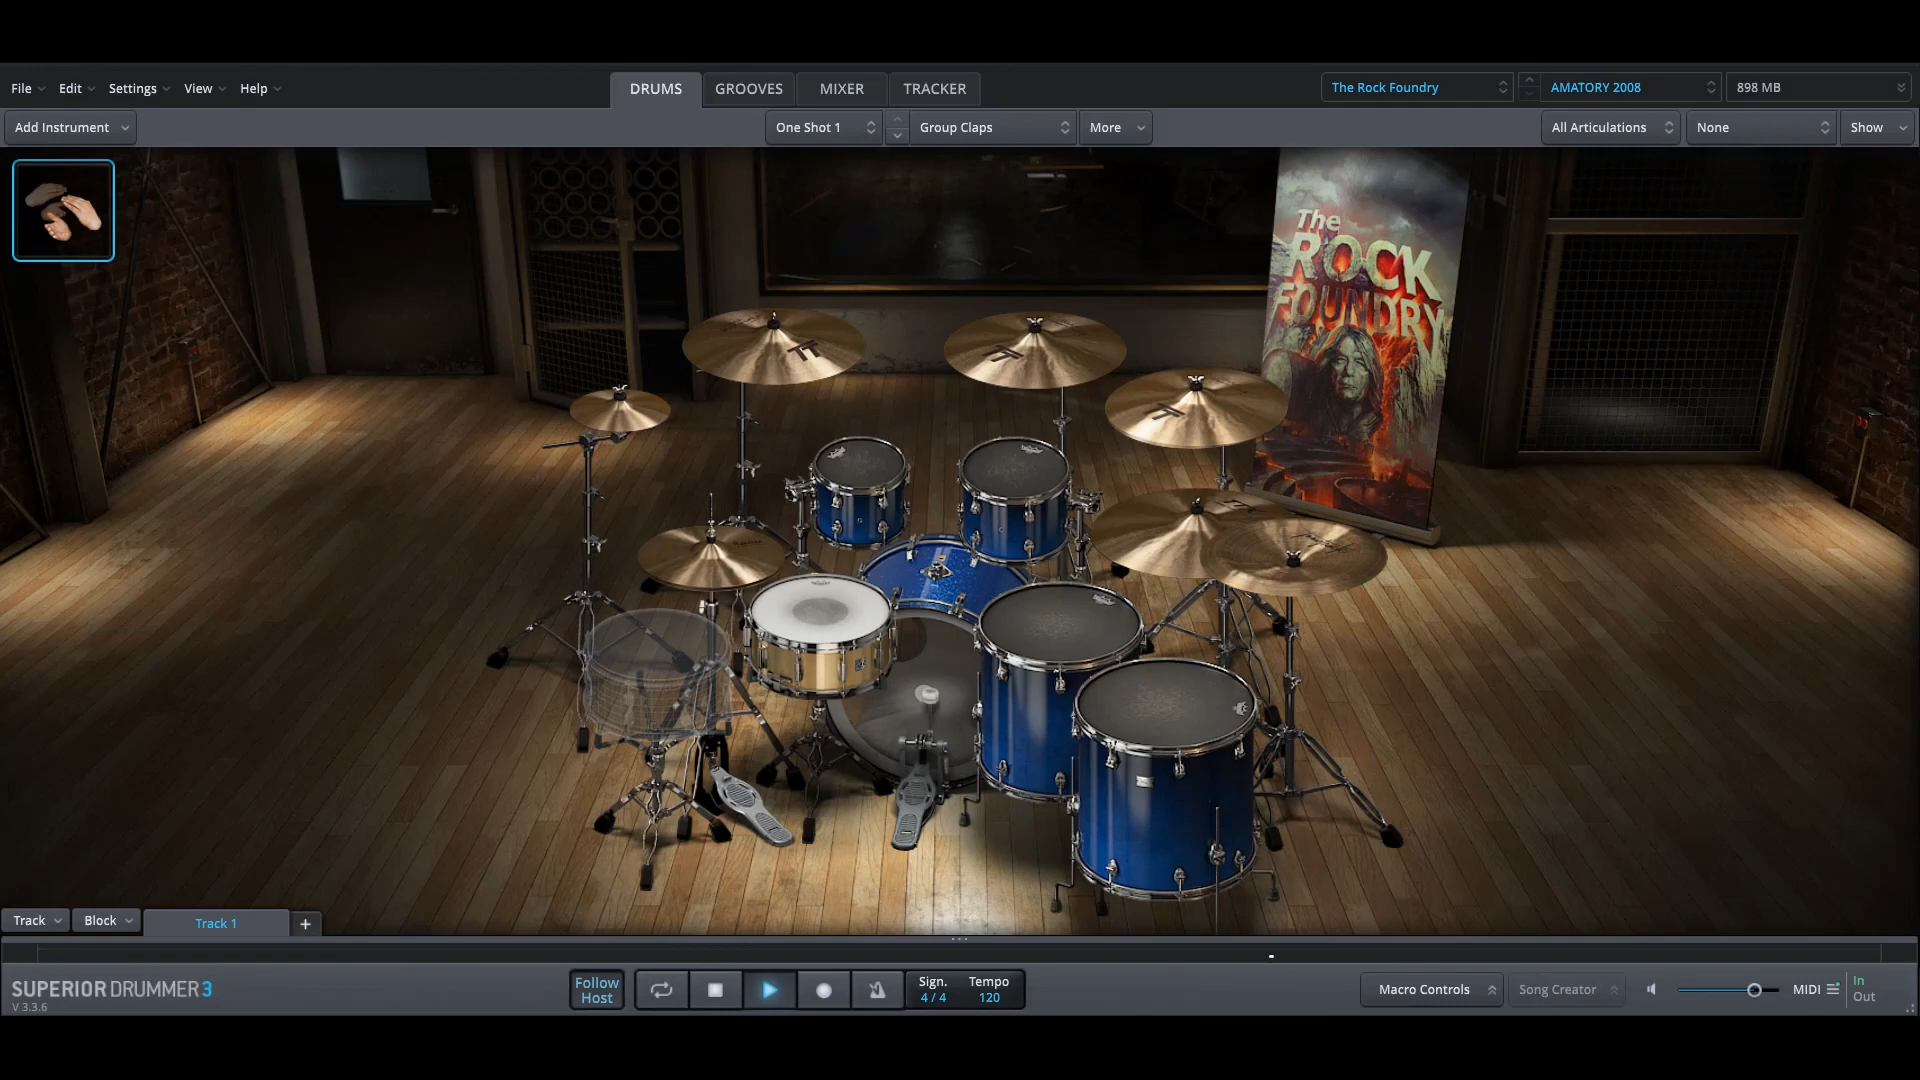 File Edit Settings View Help
DRUMS GROOVES MIXER TRACKER
The Rock Foundry AMATORY 2008 898 MB
Add Instrument One Shot 1 Group Claps More All Articulations None Show
The
ROCK
FOUNDRY
Track Block Track 1 +
SUPERIOR DRUMMER 3
V 3.3.6
Follow
Host
Sign. Tempo
4 / 4 120
Macro Controls Song Creator MIDI In
Out